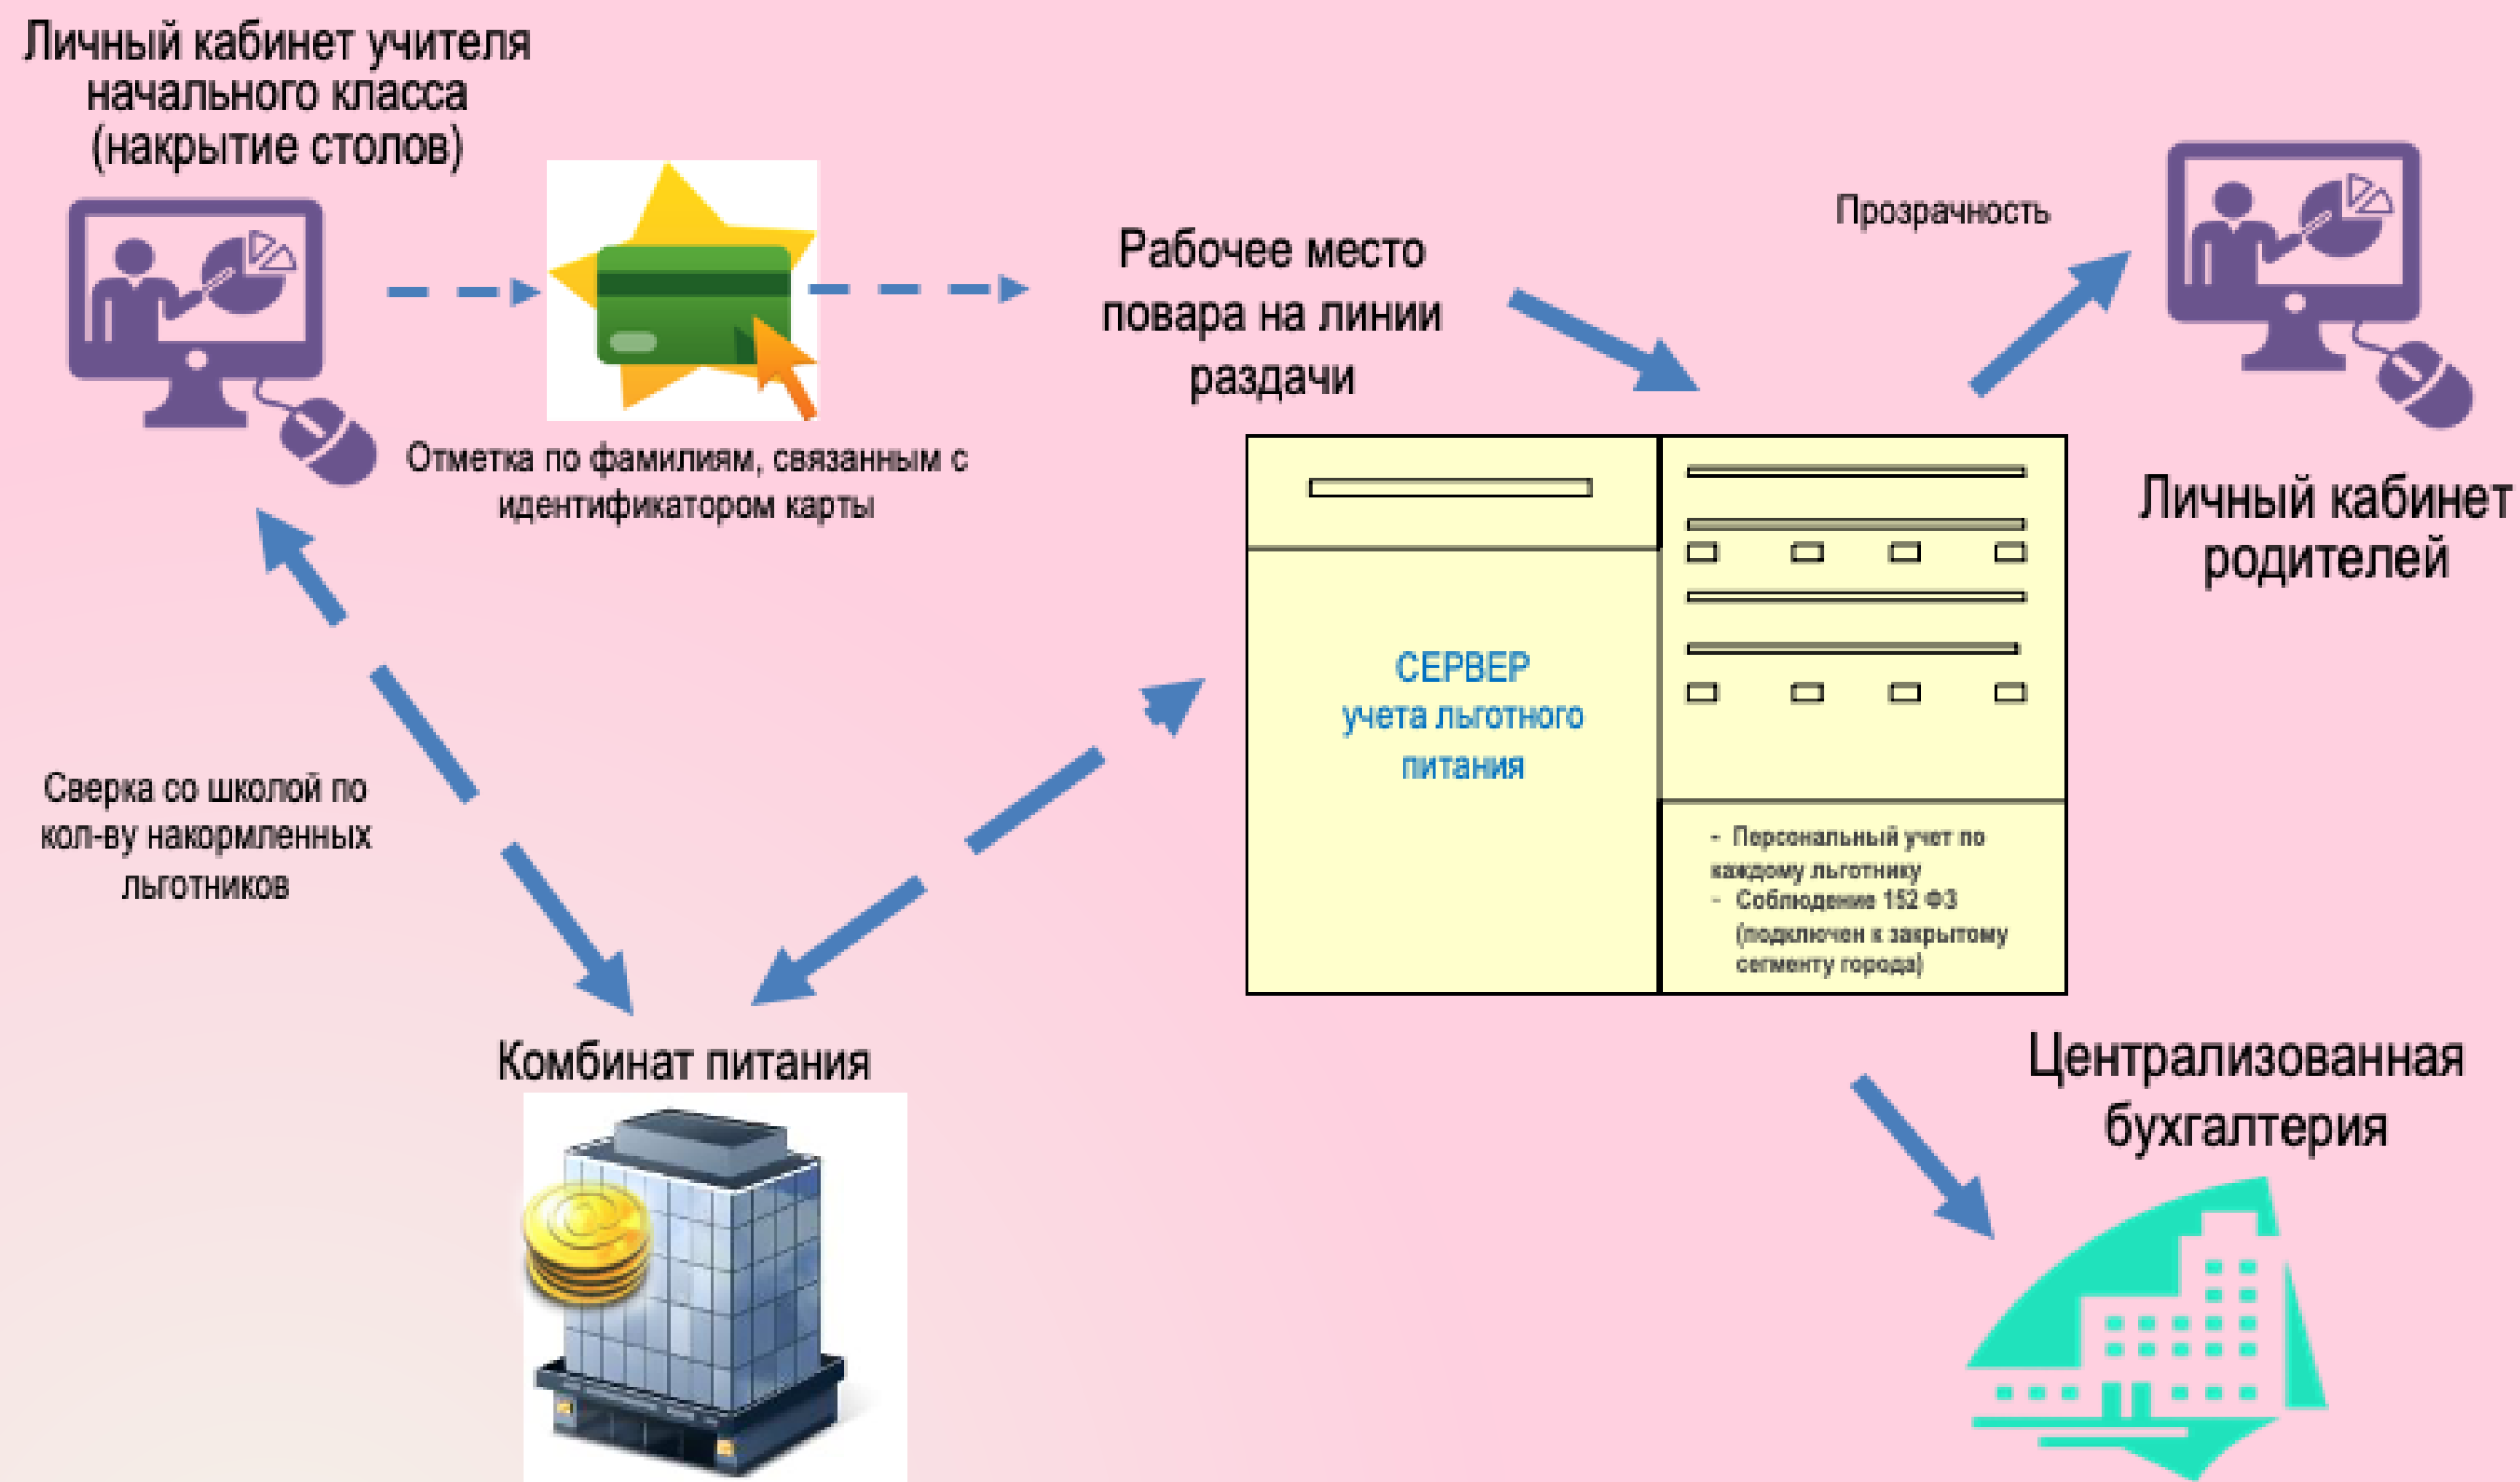 Личный кабинет учителя
начального класса
(накрытие столов)
Отметка по фамилиям, связанным с
идентификатором карты
Рабочее место
повара на линии
раздачи
Прозрачность
Личный кабинет
родителей
СЕРВЕР
учета льготного
питания
- Персональный учет по
каждому льготнику
- Соблюдение 152 ФЗ
(подключен к закрытому
сегменту города)
Сверка со школой по
кол-ву накормленных
льготников
Комбинат питания
Централизованная
бухгалтерия